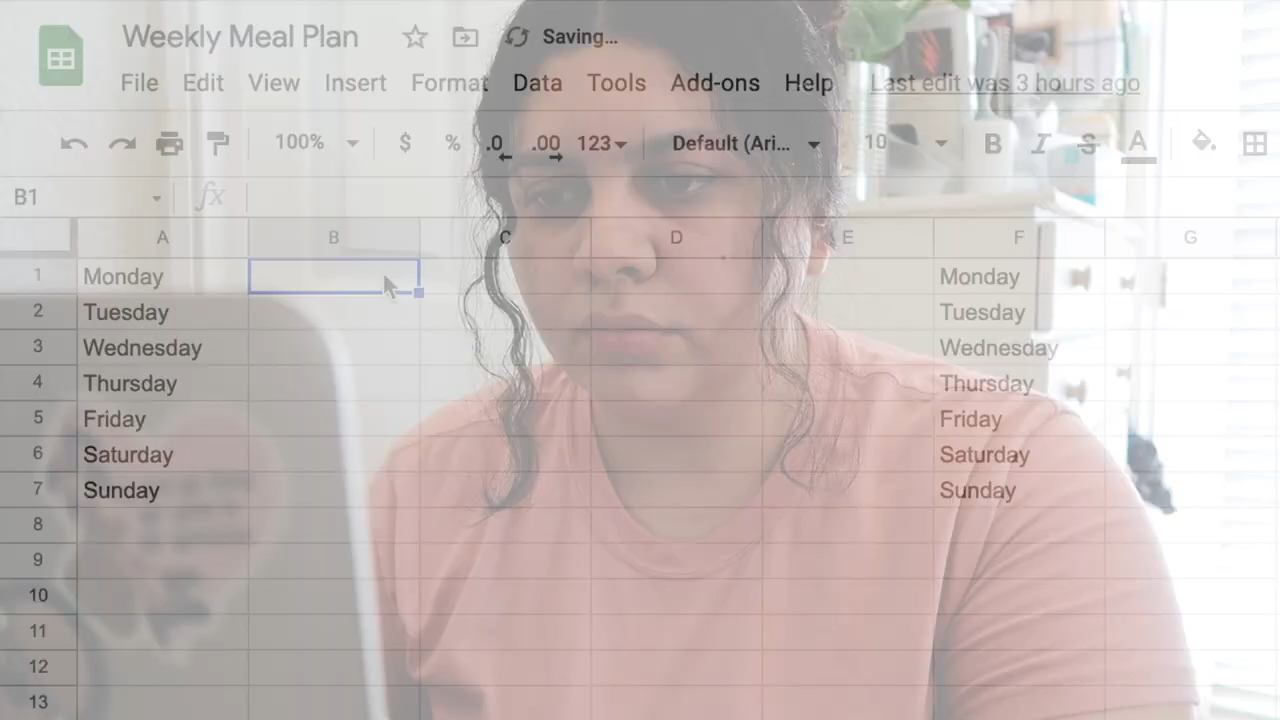 Weekly Meal Plan Saving...
File Edit View Insert Format Data Tools Add-ons Help Last edit was 3 hours ago
100% $ % .0 .00 123 Default (Ari... 10 B I S A
B1 fx
A B C D E F G
1 Monday Monday
2 Tuesday Tuesday
3 Wednesday Wednesday
4 Thursday Thursday
5 Friday Friday
6 Saturday Saturday
7 Sunday Sunday
8
9
10
11
12
13